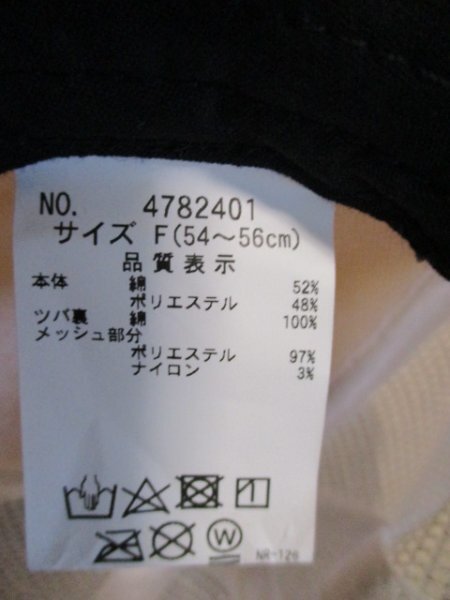 NO. 4782401
サイズ F(54～56cm)
品質表示
本体 綿 52%
ポリエステル 48%
ツバ裏 綿 100%
メッシュ部分
ポリエステル 97%
ナイロン 3%
W
NR-126